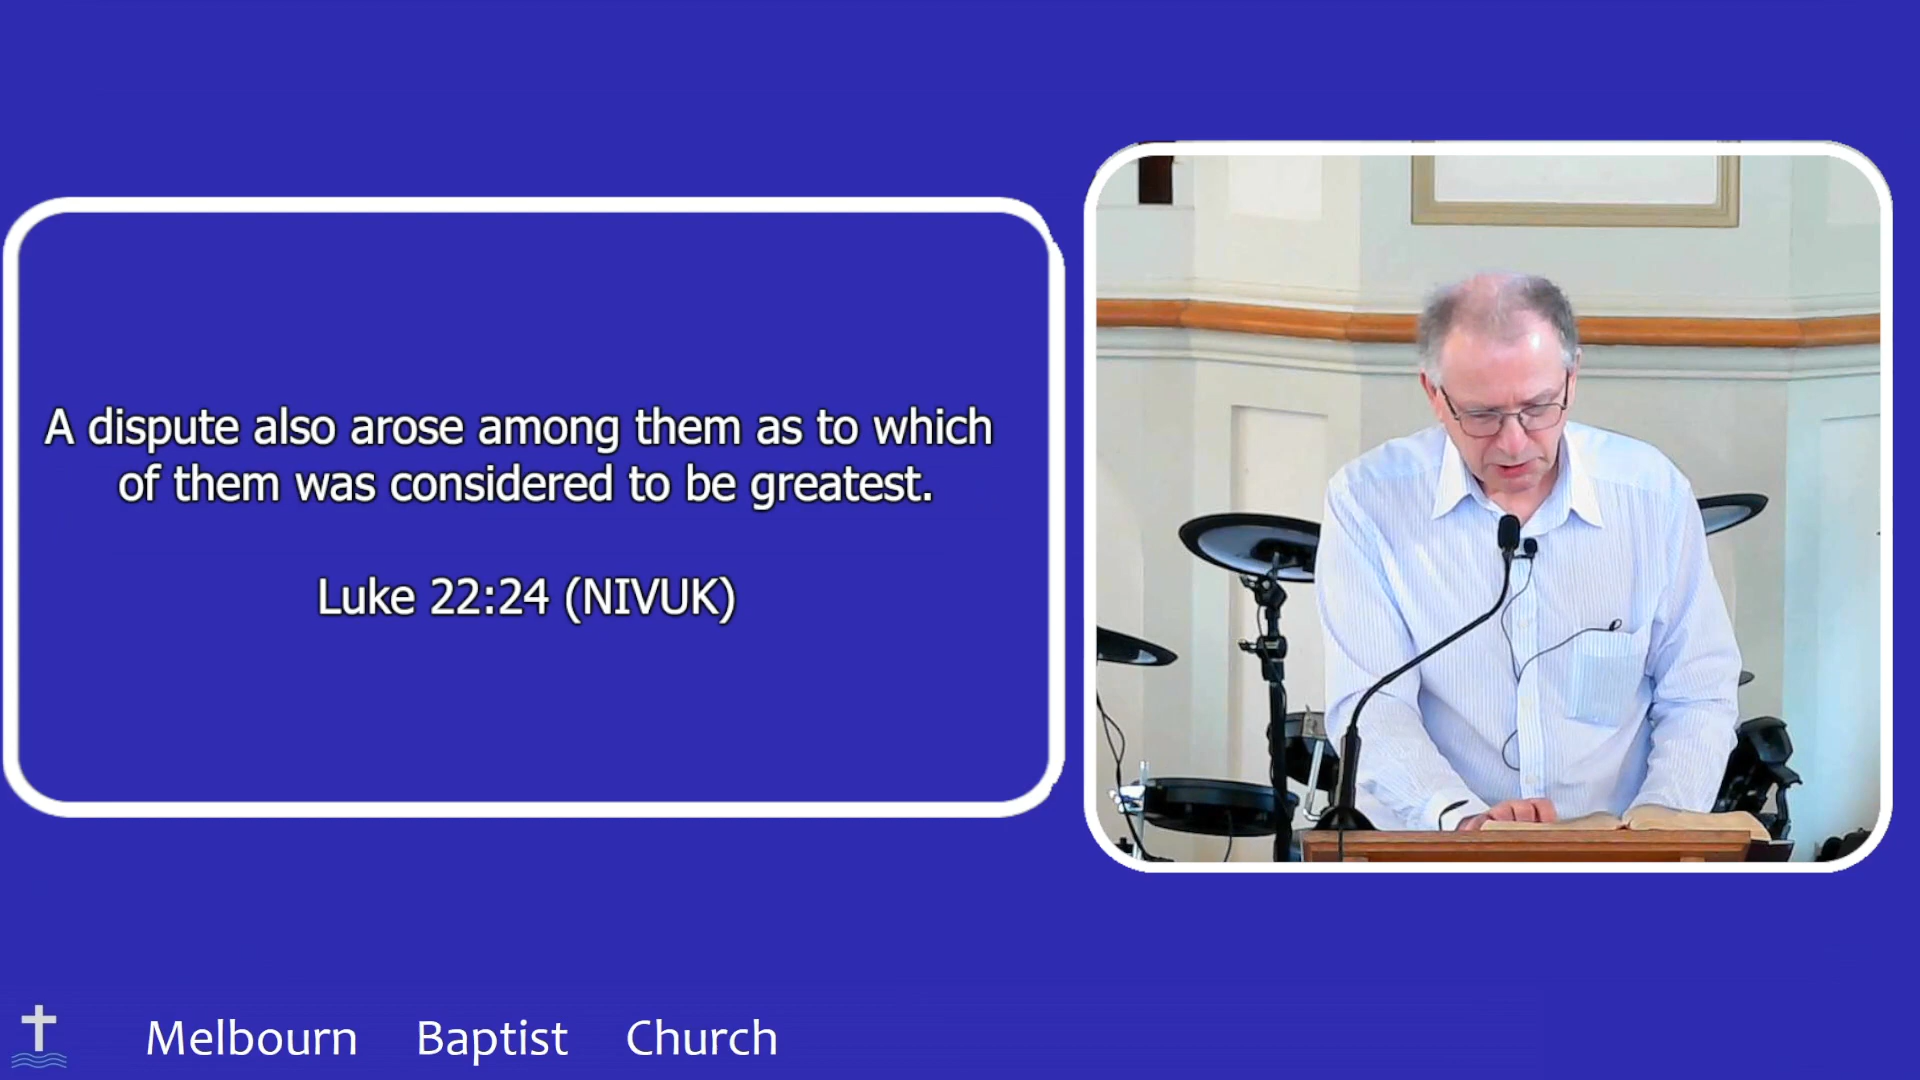 A dispute also arose among them as to which
of them was considered to be greatest.
Luke 22:24 (NIVUK)
Melbourn Baptist Church